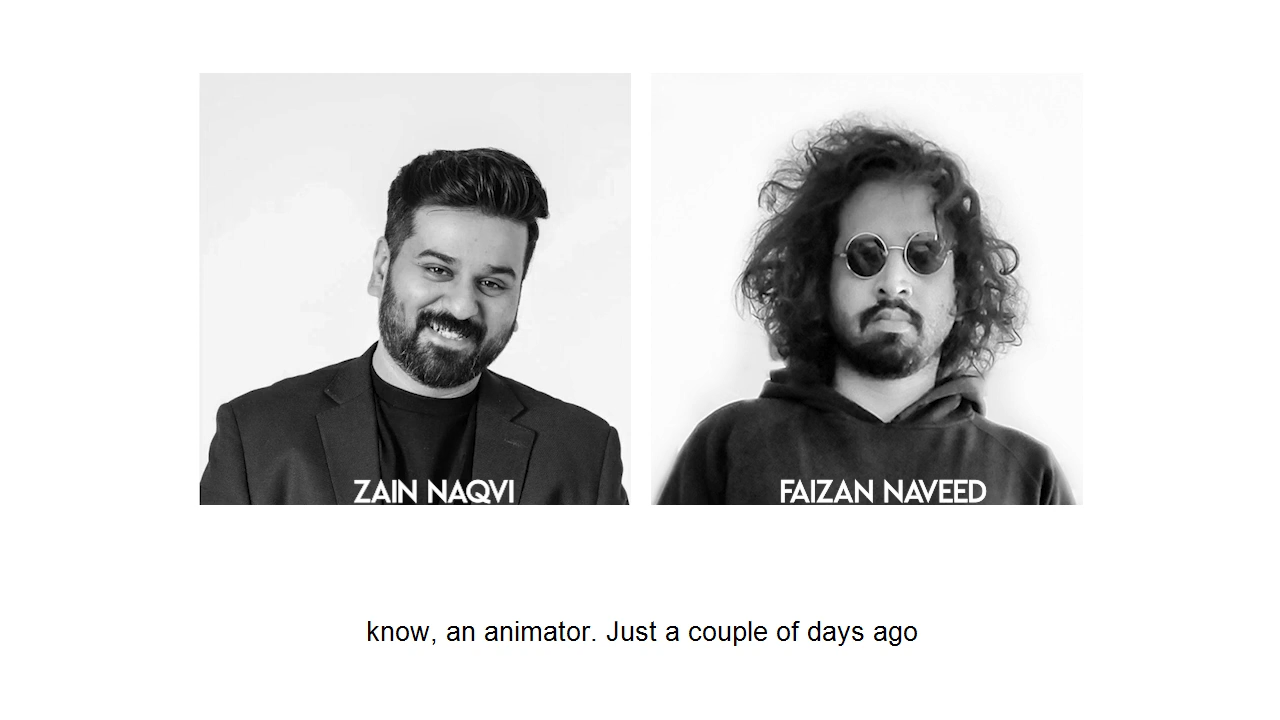 ZAIN NAQVI
FAIZAN NAVEED
know, an animator. Just a couple of days ago